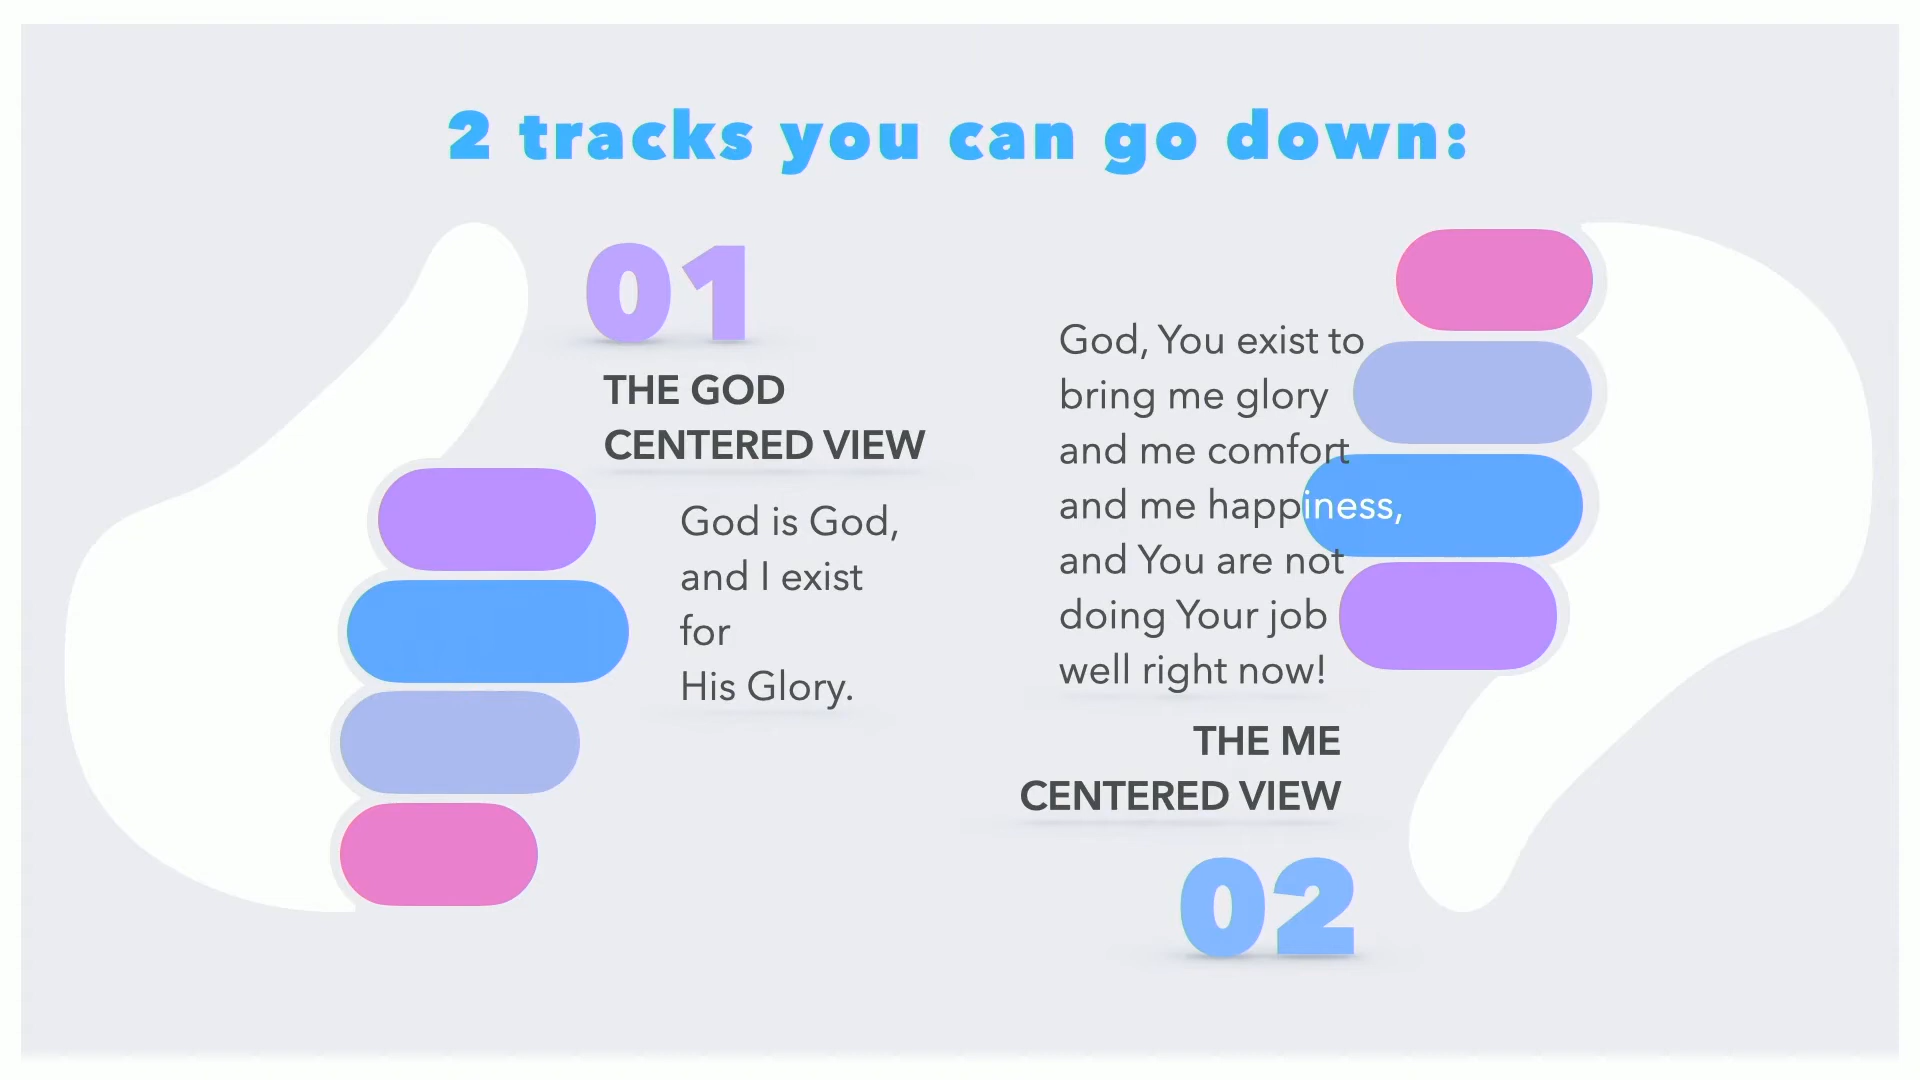 2 tracks you can go down:
01
THE GOD
CENTERED VIEW
God is God,
and I exist
for
His Glory.
God, You exist to
bring me glory
and me comfort
and me happiness,
and You are not
doing Your job
well right now!
THE ME
CENTERED VIEW
02